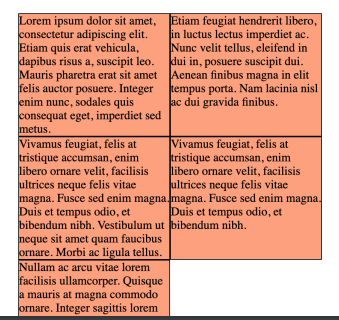 Lorem ipsum dolor sit amet,
consectetur adipiscing elit.
Etiam quis erat vehicula,
dapibus risus a, suscipit leo.
Mauris pharetra erat sit amet
felis auctor posuere. Integer
enim nunc, sodales quis
consequat eget, imperdiet sed
metus.
Etiam feugiat hendrerit libero,
in luctus lectus imperdiet ac.
Nunc velit tellus, eleifend in
dui in, posuere suscipit dui.
Aenean finibus magna in elit
tempus porta. Nam lacinia nisl
ac dui gravida finibus.
Vivamus feugiat, felis at
tristique accumsan, enim
libero ornare velit, facilisis
ultrices neque felis vitae
magna. Fusce sed enim magna.
Duis et tempus odio, et
bibendum nibh. Vestibulum ut
neque sit amet quam faucibus
ornare. Morbi ac ligula tellus.
Vivamus feugiat, felis at
tristique accumsan, enim
libero ornare velit, facilisis
ultrices neque felis vitae
magna. Fusce sed enim magna.
Duis et tempus odio, et
bibendum nibh.
Nullam ac arcu vitae lorem
facilisis ullamcorper. Quisque
a mauris at magna commodo
ornare. Integer sagittis lorem